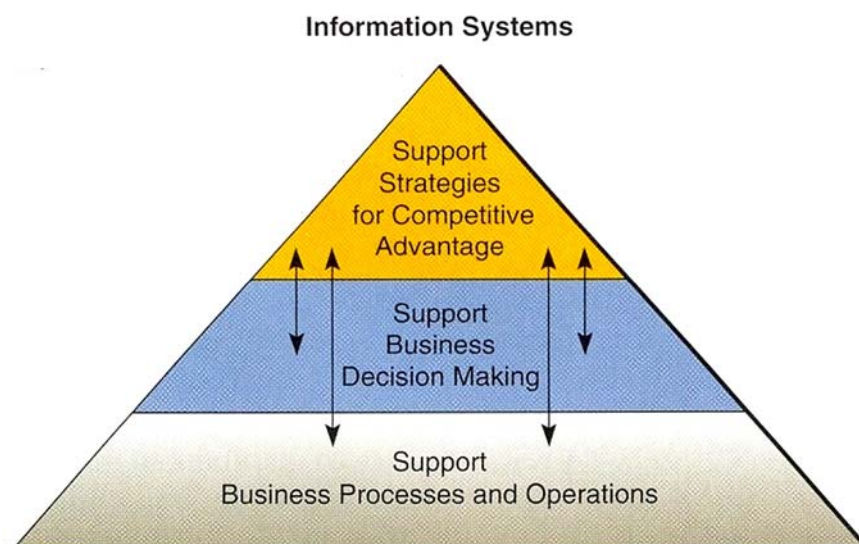 Information Systems
Support
Strategies
for Competitive
Advantage
Support
Business
Decision Making
Support
Business Processes and Operations